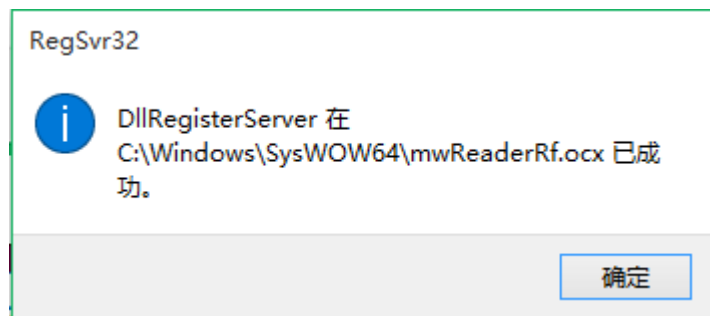 RegSvr32
DllRegisterServer 在
C:\Windows\SysWOW64\mwReaderRf.ocx 已成
功。
确定